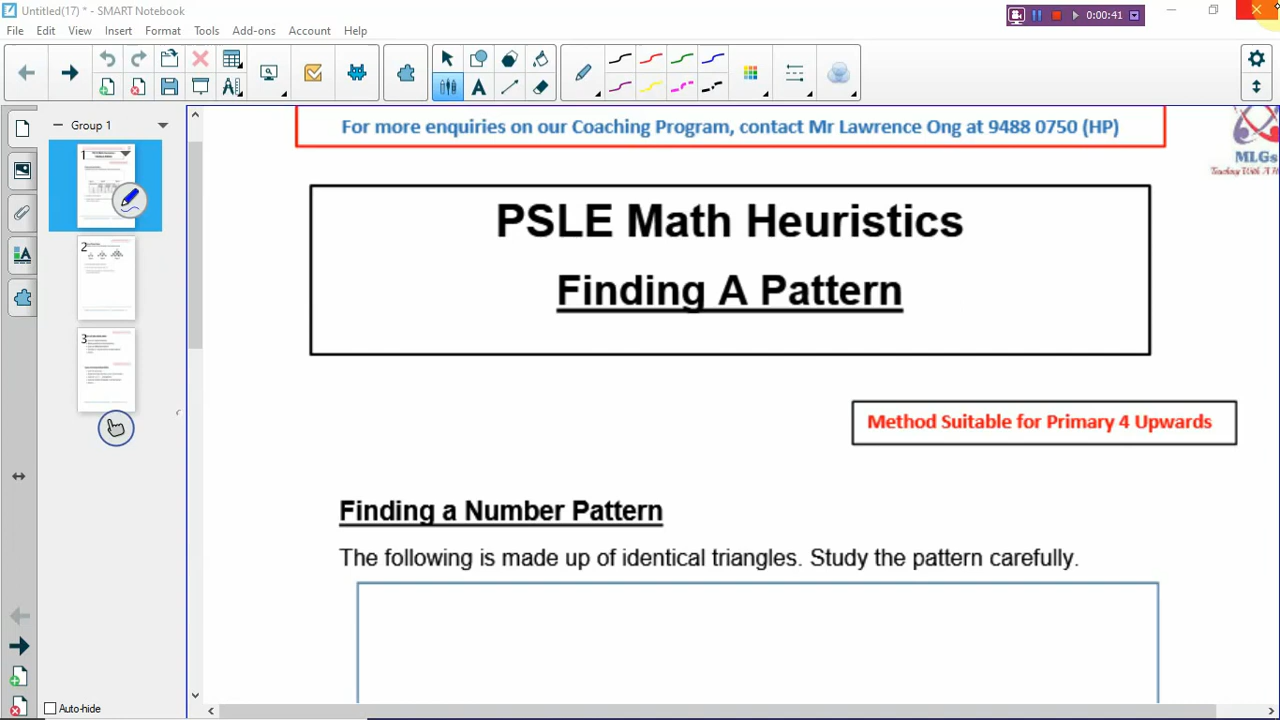 Untitled(17) * - SMART Notebook
0:00:41
File Edit View Insert Format Tools Add-ons Account Help
Group 1
1
2
3
Auto-hide
For more enquiries on our Coaching Program, contact Mr Lawrence Ong at 9488 0750 (HP)
MLGs
PSLE Math Heuristics
Finding A Pattern
Method Suitable for Primary 4 Upwards
Finding a Number Pattern
The following is made up of identical triangles. Study the pattern carefully.